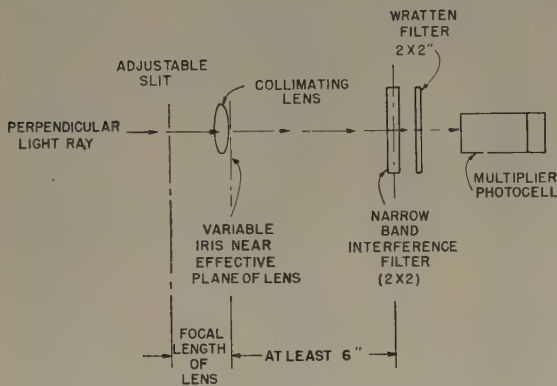 WRATTEN
FILTER
2X2"
ADJUSTABLE
SLIT
COLLIMATING
LENS
PERPENDICULAR
LIGHT RAY
MULTIPLIER
PHOTOCELL
VARIABLE
IRIS NEAR
EFFECTIVE
PLANE OF LENS
NARROW
BAND
INTERFERENCE
FILTER
(2X2)
FOCAL
LENGTH
OF
LENS
AT LEAST 6"